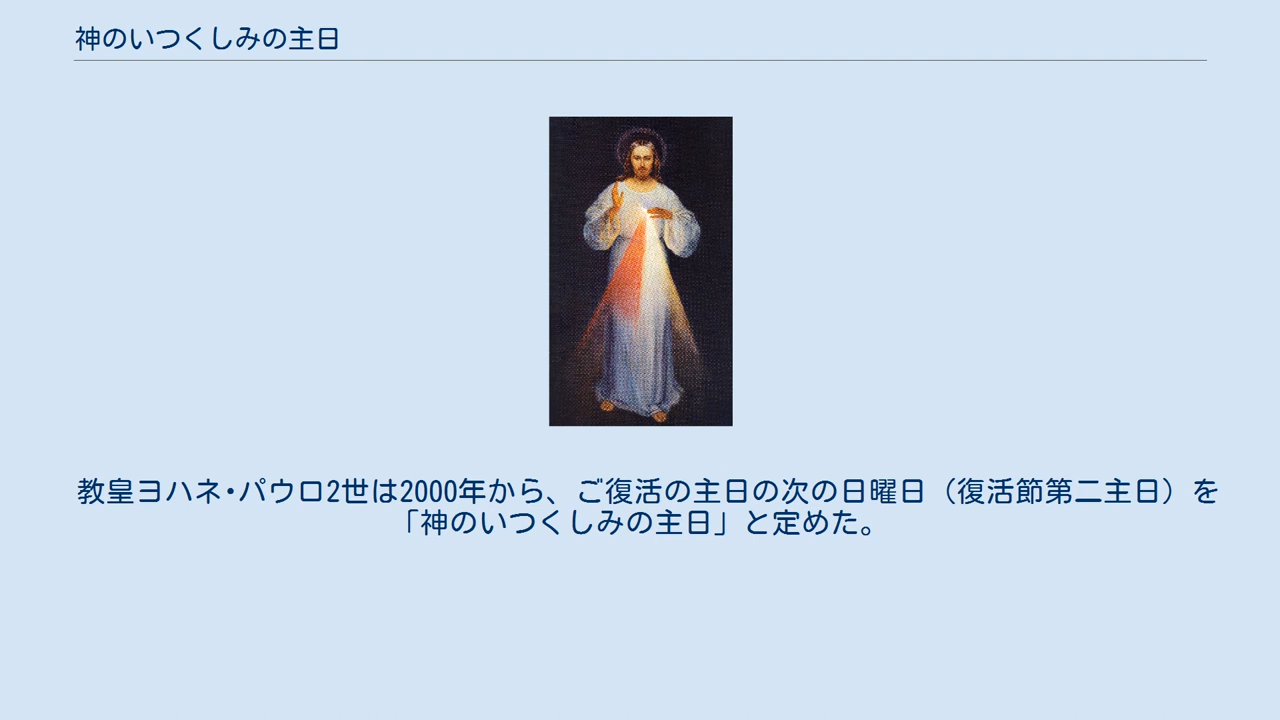 神のいつくしみの主日
教皇ヨハネ・パウロ2世は2000年から、ご復活の主日の次の日曜日（復活節第二主日）を
「神のいつくしみの主日」と定めた。